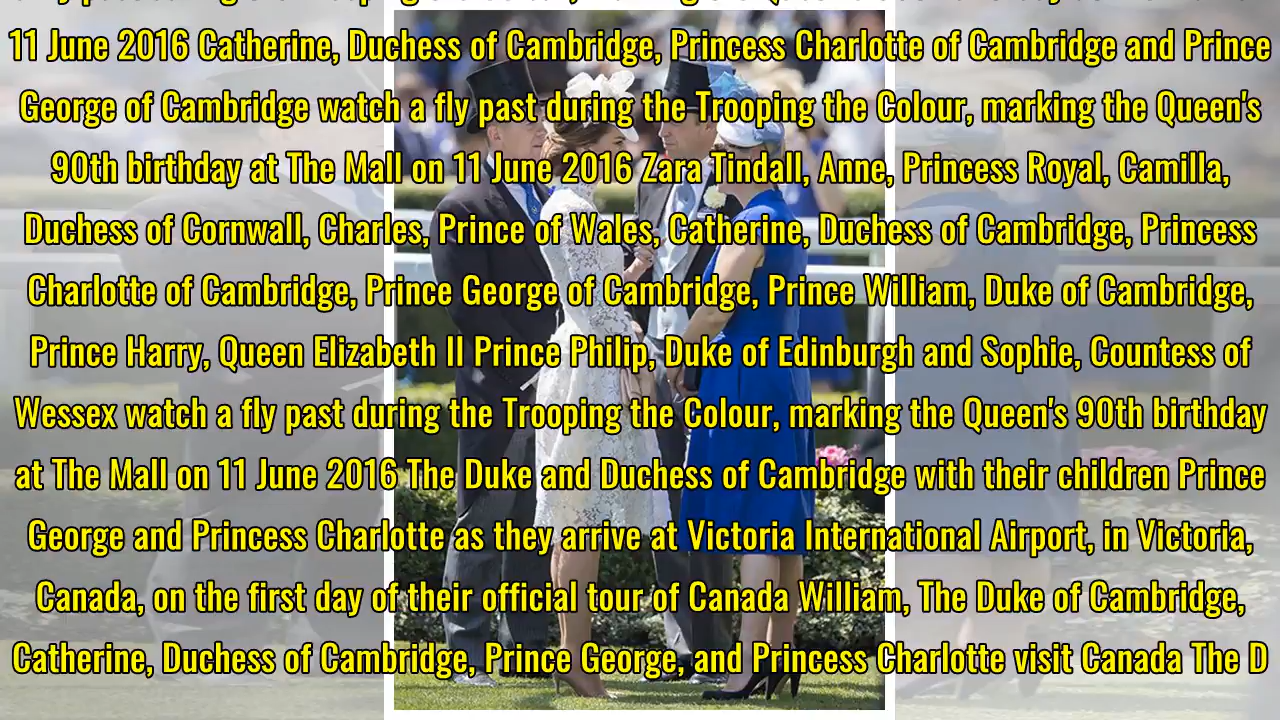 11 June 2016 Catherine, Duchess of Cambridge, Princess Charlotte of Cambridge and Prince
George of Cambridge watch a fly past during the Trooping the Colour, marking the Queen's
90th birthday at The Mall on 11 June 2016 Zara Tindall, Anne, Princess Royal, Camilla,
Duchess of Cornwall, Charles, Prince of Wales, Catherine, Duchess of Cambridge, Princess
Charlotte of Cambridge, Prince George of Cambridge, Prince William, Duke of Cambridge,
Prince Harry, Queen Elizabeth II Prince Philip, Duke of Edinburgh and Sophie, Countess of
Wessex watch a fly past during the Trooping the Colour, marking the Queen's 90th birthday
at The Mall on 11 June 2016 The Duke and Duchess of Cambridge with their children Prince
George and Princess Charlotte as they arrive at Victoria International Airport, in Victoria,
Canada, on the first day of their official tour of Canada William, The Duke of Cambridge,
Catherine, Duchess of Cambridge, Prince George, and Princess Charlotte visit Canada The D